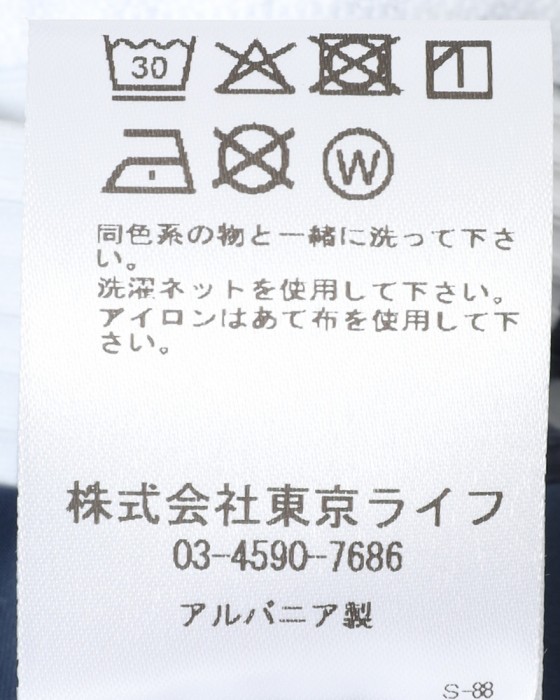 30
W
同色系の物と一緒に洗って下さ
い。
洗濯ネットを使用して下さい。
アイロンはあて布を使用して下
さい。
株式会社東京ライフ
03-4590-7686
アルバニア製
S-88